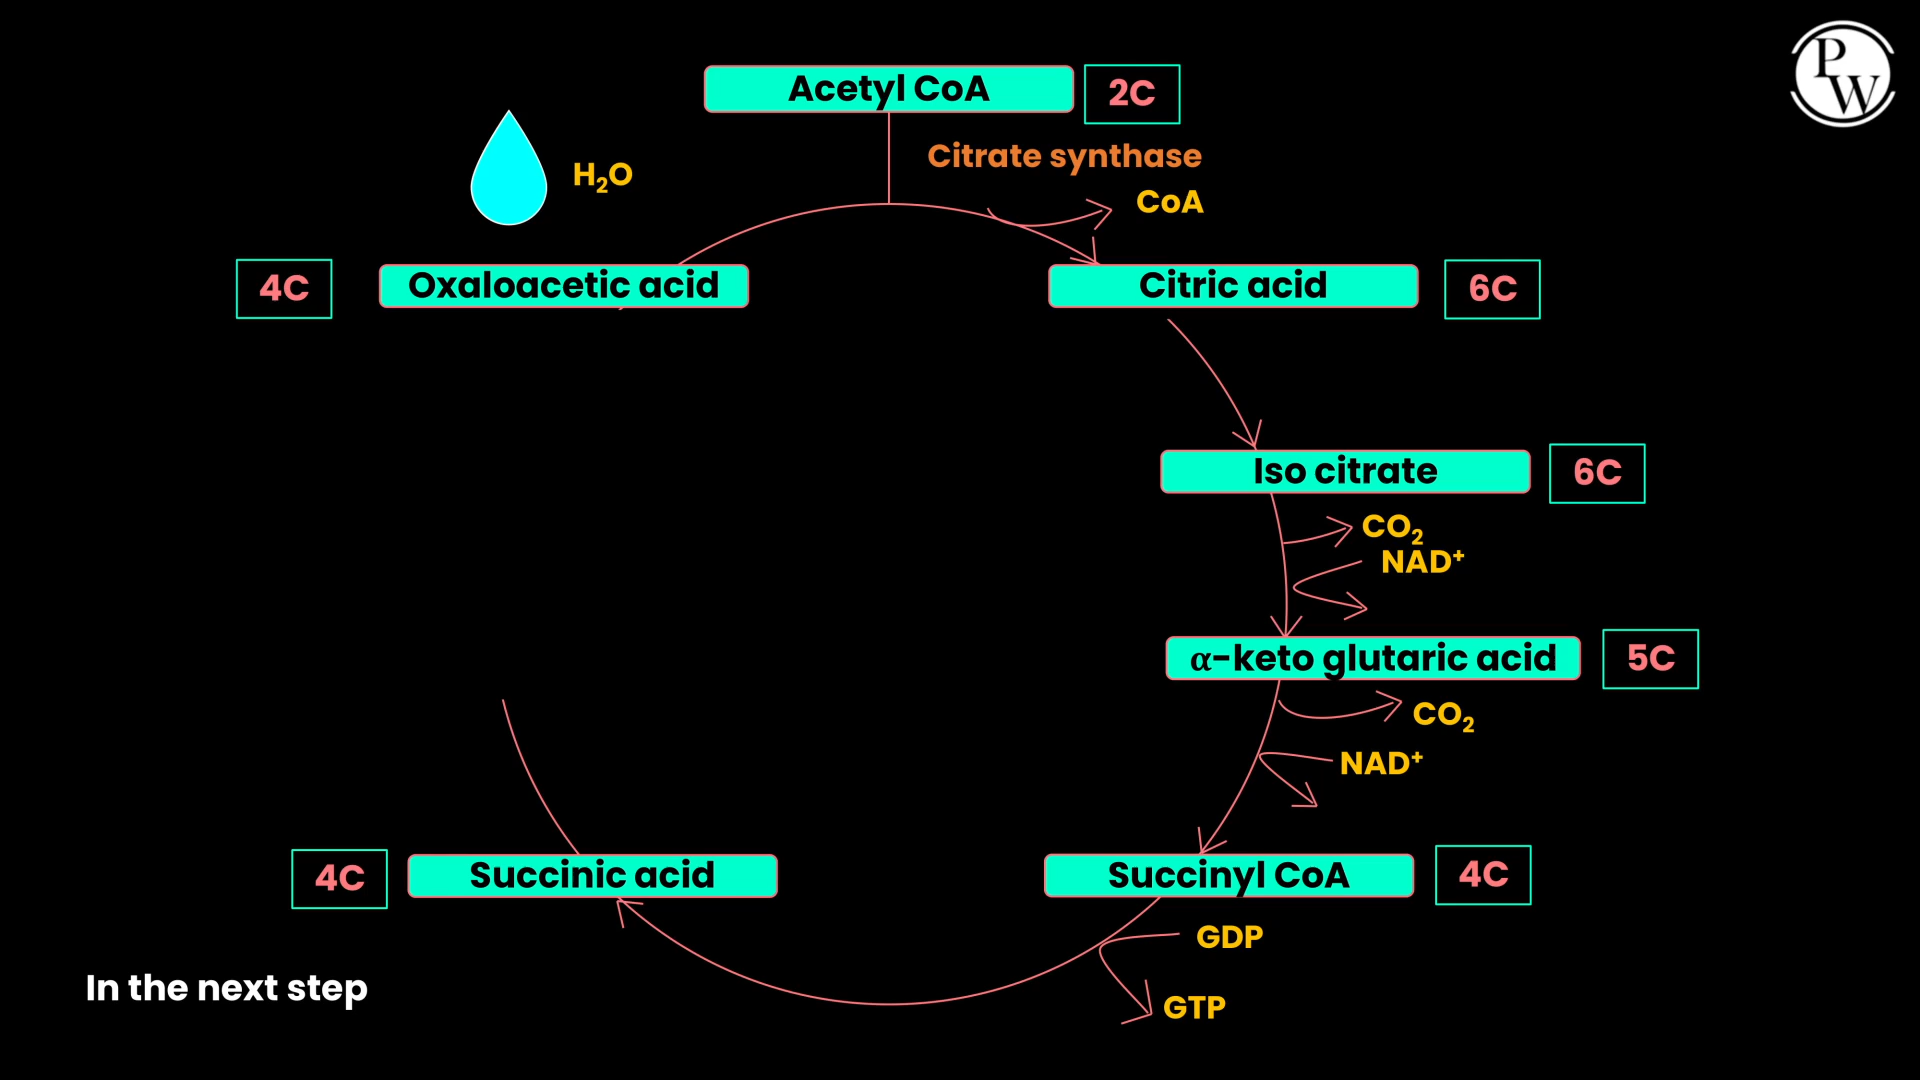 Acetyl CoA
2C
PW
H₂O
Citrate synthase
CoA
4C
Oxaloacetic acid
Citric acid
6C
Iso citrate
6C
CO₂
NAD⁺
α-keto glutaric acid
5C
CO₂
NAD⁺
4C
Succinic acid
Succinyl CoA
4C
GDP
In the next step
GTP